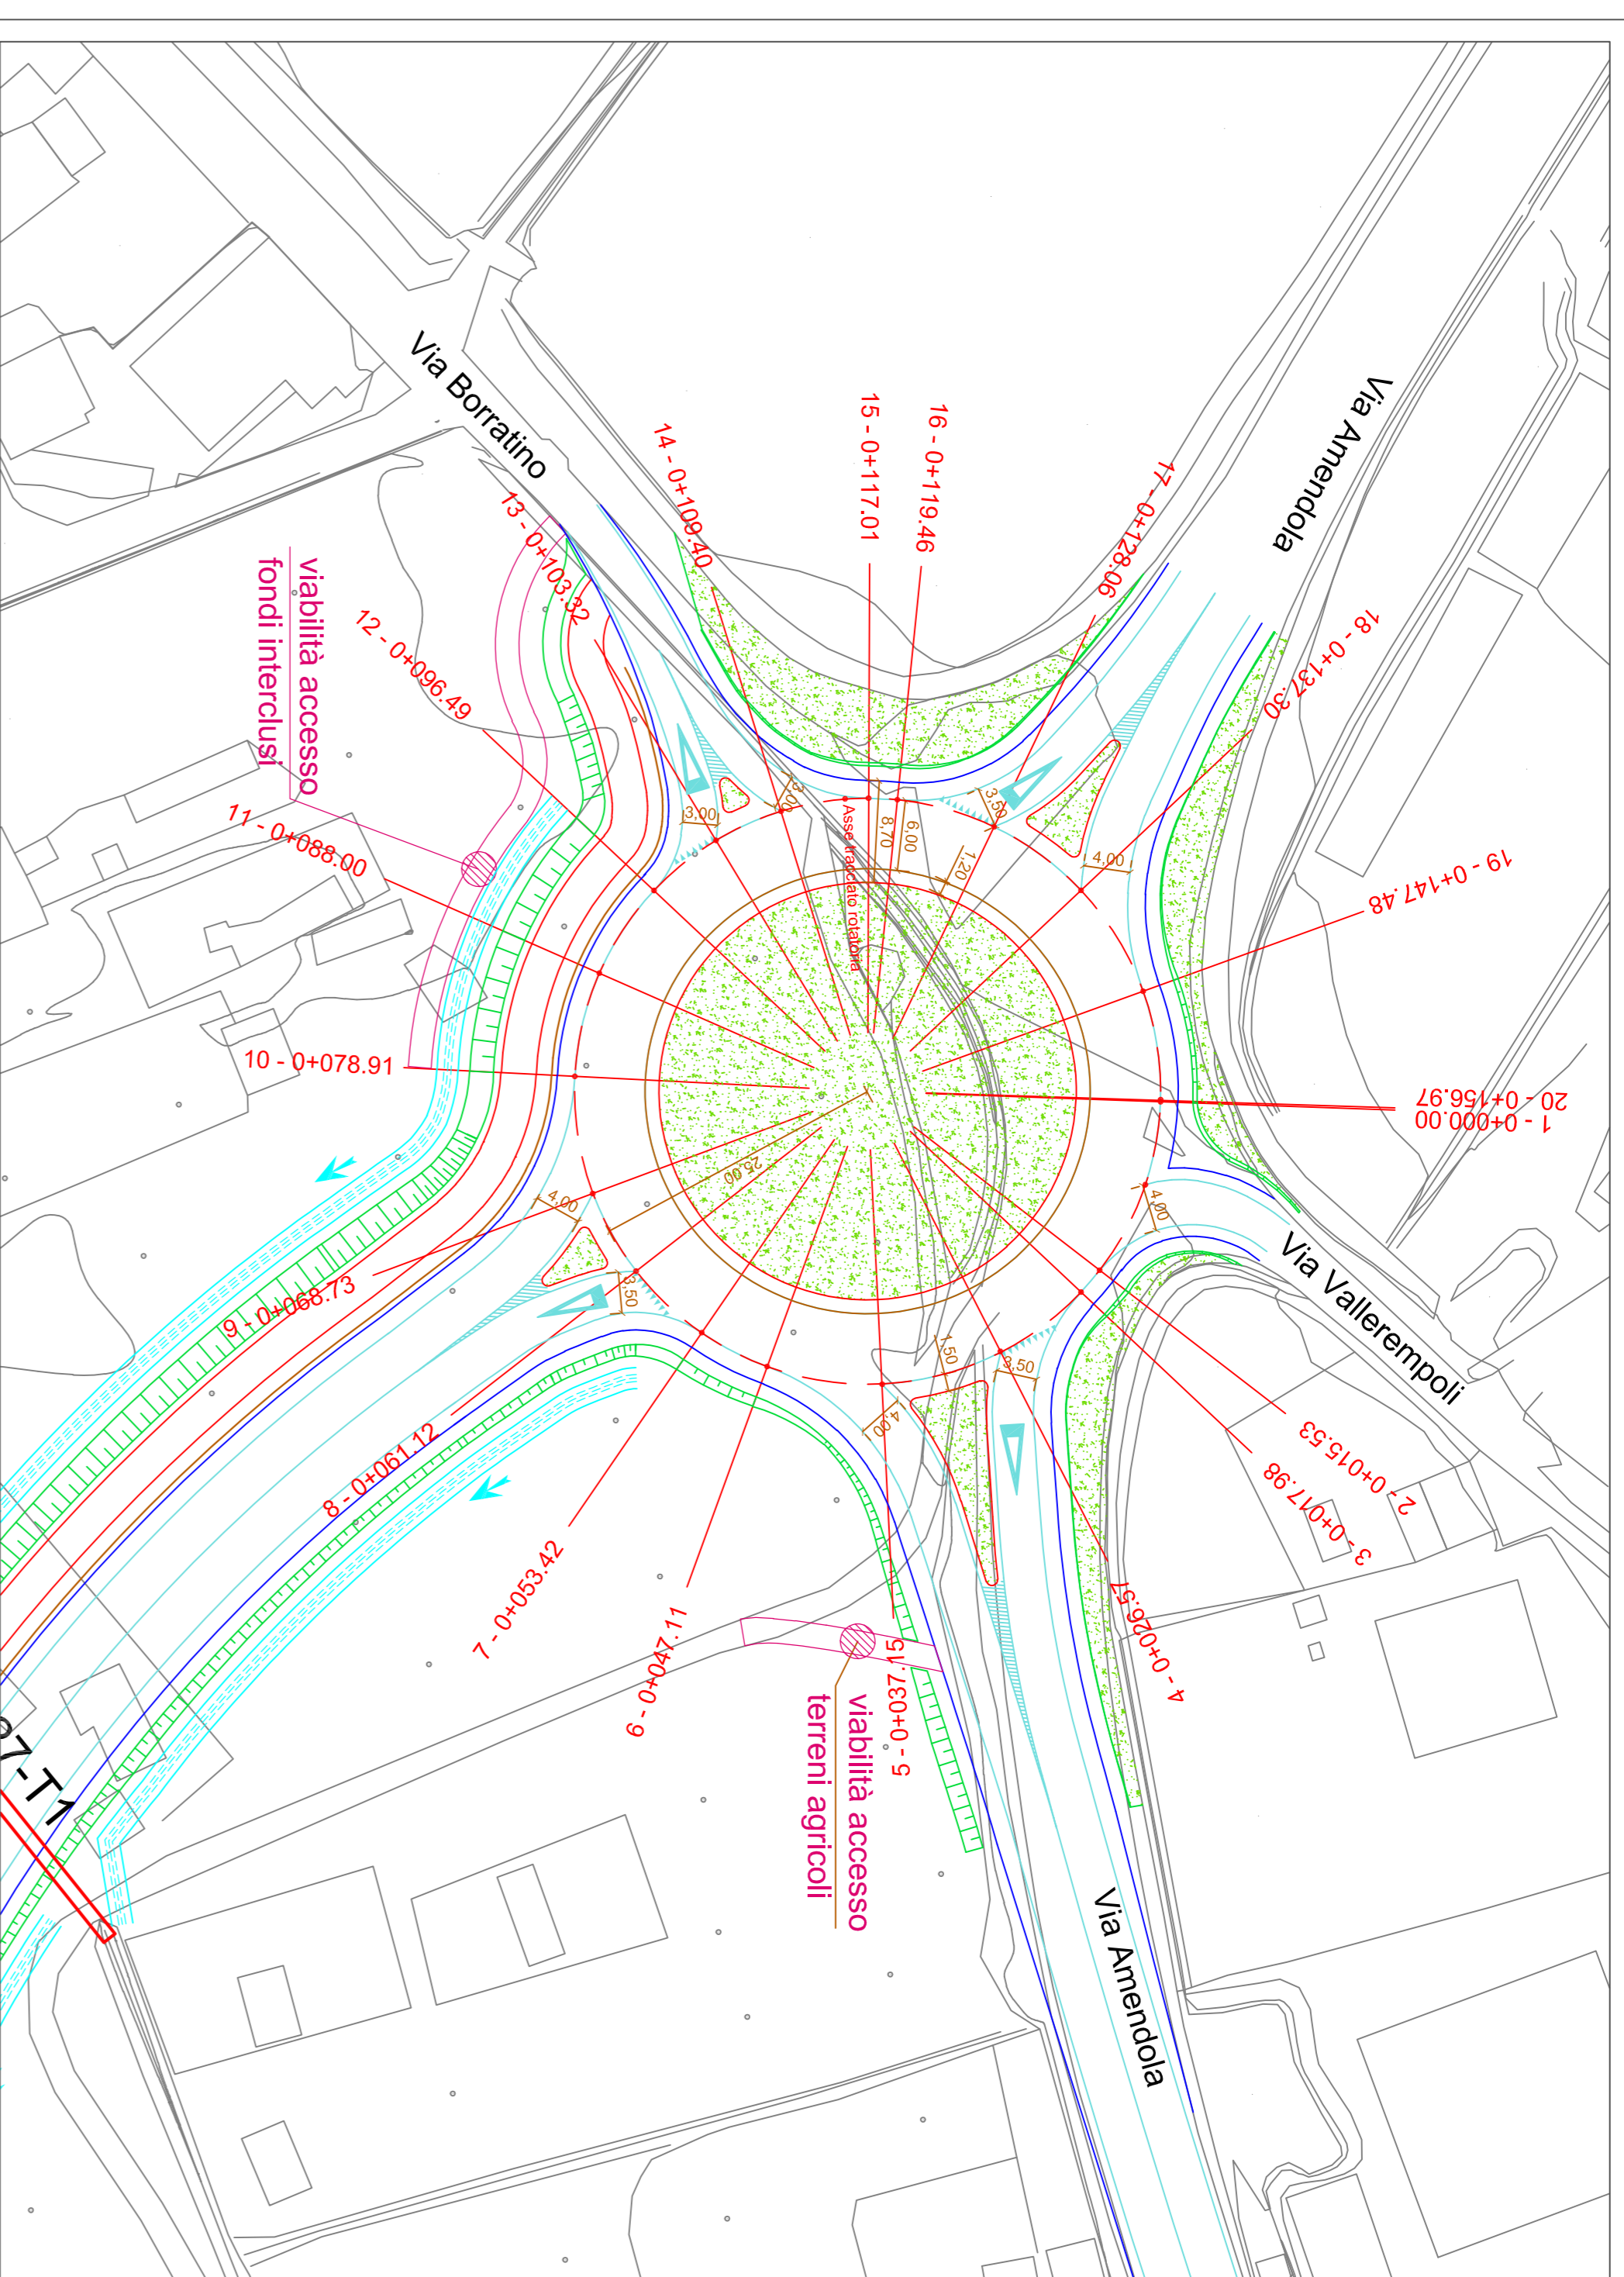 Via Borratino
Via Amendola
15 - 0+117.01
16 - 0+119.46
14 - 0+109.40
17 - 0+128.06
13 - 0+103.32
18 - 0+137.30
viabilità accesso
fondi interclusi
12 - 0+096.49
11 - 0+088.00
19 - 0+147.48
3,00
3,00
8,70
6,00
3,50
1,20
4,00
Asse tracciato rotatoria
10 - 0+078.91
20 - 0+156.97
1 - 0+000.00
25,00
4,00
4,00
3,50
Via Vallerempoli
9 - 0+068.73
1,50
3,50
4,00
2 - 0+015.53
3 - 0+017.98
8 - 0+061.12
7 - 0+053.42
6 - 0+047.11
5 - 0+037.15
4 - 0+026.57
viabilità accesso
terreni agricoli
7-T1
Via Amendola